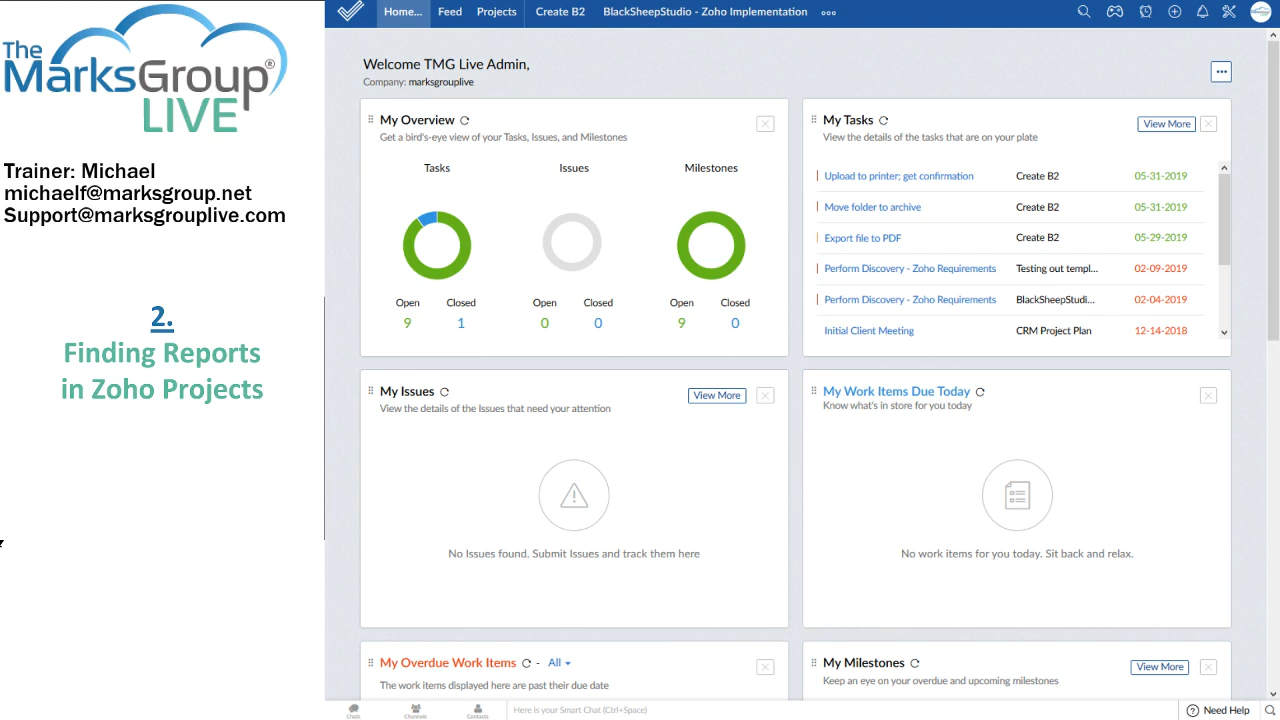 The
MarksGroup®
LIVE
Trainer: Michael
michaelf@marksgroup.net
Support@marksgrouplive.com
2.
Finding Reports
in Zoho Projects
Home... Feed Projects Create B2 BlackSheepStudio - Zoho Implementation
Welcome TMG Live Admin,
Company: marksgrouplive
My Overview
Get a bird's-eye view of your Tasks, Issues, and Milestones
Tasks Issues Milestones
Open Closed Open Closed Open Closed
9 1 0 0 9 0
My Tasks View More
View the details of the tasks that are on your plate
Upload to printer; get confirmation Create B2 05-31-2019
Move folder to archive Create B2 05-31-2019
Export file to PDF Create B2 05-29-2019
Perform Discovery - Zoho Requirements Testing out templ... 02-09-2019
Perform Discovery - Zoho Requirements BlackSheepStudi... 02-04-2019
Initial Client Meeting CRM Project Plan 12-14-2018
My Issues View More
View the details of the Issues that need your attention
No Issues found. Submit Issues and track them here
My Work Items Due Today
Know what's in store for you today
No work items for you today. Sit back and relax.
My Overdue Work Items - All
The work items displayed here are past their due date
My Milestones View More
Keep an eye on your overdue and upcoming milestones
Chats Channels Contacts Here is your Smart Chat (Ctrl+Space) Need Help